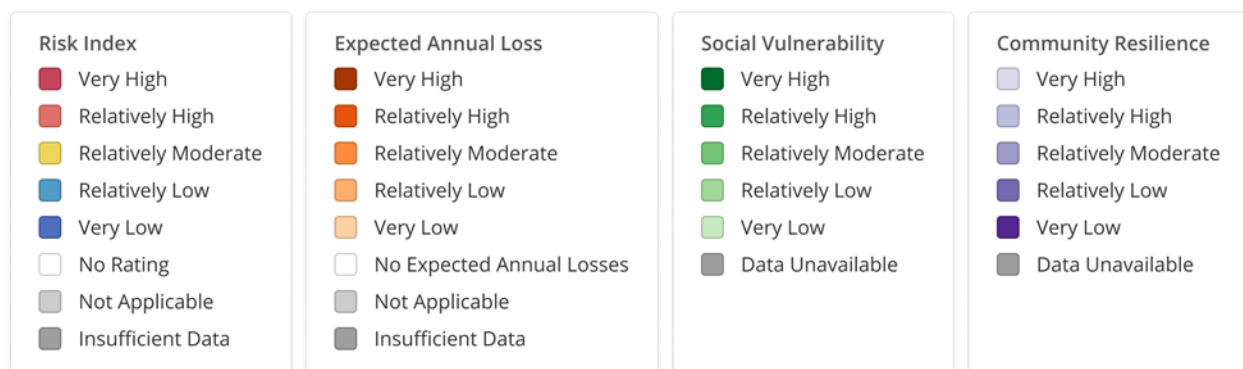 Risk Index
Very High
Relatively High
Relatively Moderate
Relatively Low
Very Low
No Rating
Not Applicable
Insufficient Data
Expected Annual Loss
Very High
Relatively High
Relatively Moderate
Relatively Low
Very Low
No Expected Annual Losses
Not Applicable
Insufficient Data
Social Vulnerability
Very High
Relatively High
Relatively Moderate
Relatively Low
Very Low
Data Unavailable
Community Resilience
Very High
Relatively High
Relatively Moderate
Relatively Low
Very Low
Data Unavailable